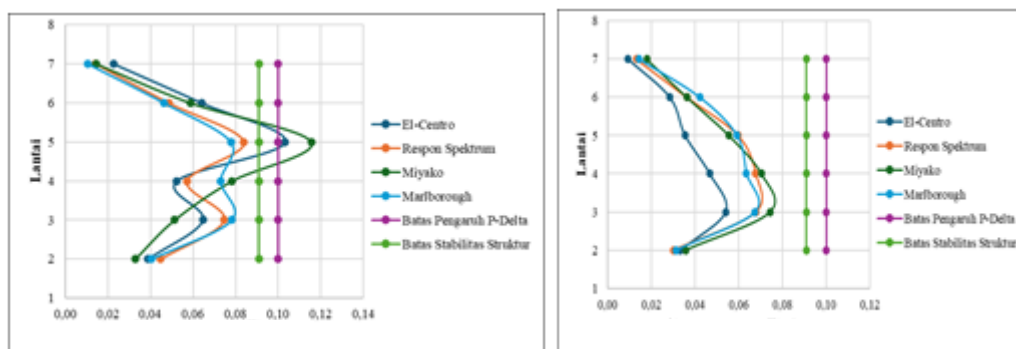 8
7
6
5
4
3
2
1
Lantai
0,00 0,02 0,04 0,06 0,08 0,10 0,12 0,14
El-Centro
Respon Spektrum
Miyako
Marlborough
Batas Pengaruh P-Delta
Batas Stabilitas Struktur
8
7
6
5
4
3
2
1
Lantai
0,00 0,02 0,04 0,06 0,08 0,10 0,12
El-Centro
Respon Spektrum
Miyako
Marlborough
Batas Pengaruh P-Delta
Batas Stabilitas Struktur